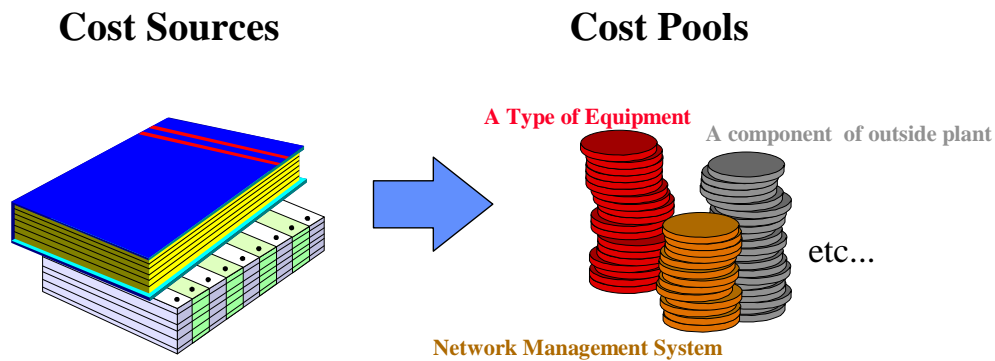 Cost Sources
Cost Pools
A Type of Equipment
A component of outside plant
etc...
Network Management System